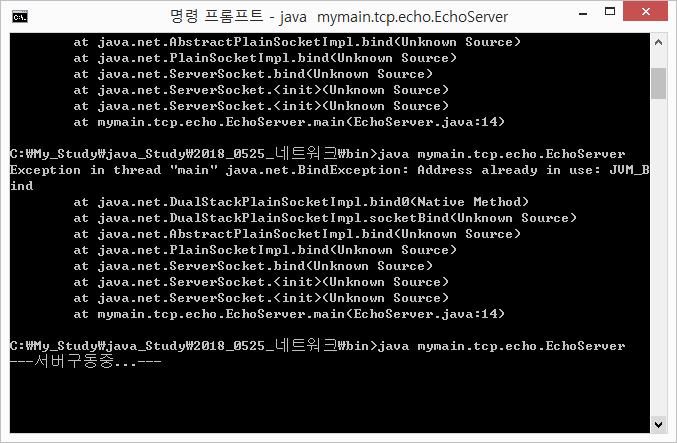 명령 프롬프트 - java  mymain.tcp.echo.EchoServer
at java.net.AbstractPlainSocketImpl.bind(Unknown Source)
at java.net.PlainSocketImpl.bind(Unknown Source)
at java.net.ServerSocket.bind(Unknown Source)
at java.net.ServerSocket.<init>(Unknown Source)
at java.net.ServerSocket.<init>(Unknown Source)
at mymain.tcp.echo.EchoServer.main(EchoServer.java:14)
C:₩My_Study₩java_Study₩2018_0525_네트워크₩bin>java mymain.tcp.echo.EchoServer
Exception in thread "main" java.net.BindException: Address already in use: JVM_B
ind
at java.net.DualStackPlainSocketImpl.bind0(Native Method)
at java.net.DualStackPlainSocketImpl.socketBind(Unknown Source)
at java.net.AbstractPlainSocketImpl.bind(Unknown Source)
at java.net.PlainSocketImpl.bind(Unknown Source)
at java.net.ServerSocket.bind(Unknown Source)
at java.net.ServerSocket.<init>(Unknown Source)
at java.net.ServerSocket.<init>(Unknown Source)
at mymain.tcp.echo.EchoServer.main(EchoServer.java:14)
C:₩My_Study₩java_Study₩2018_0525_네트워크₩bin>java mymain.tcp.echo.EchoServer
---서버구동중...---